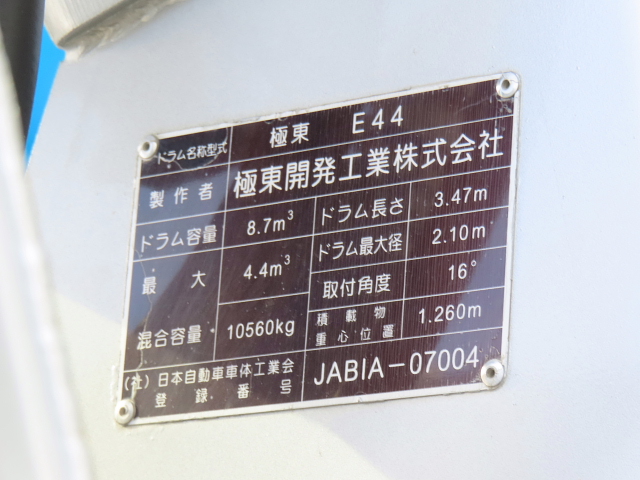 ドラム名称型式 極東 E44
製作者 極東開発工業株式会社
ドラム容量 8.7m³ ドラム長さ 3.47m
最大 4.4m³ ドラム最大径 2.10m
取付角度 16°
混合容量 10560kg 積載物 1.260m
重心位置
(社)日本自動車車体工業会 JABIA-07004
登録番号